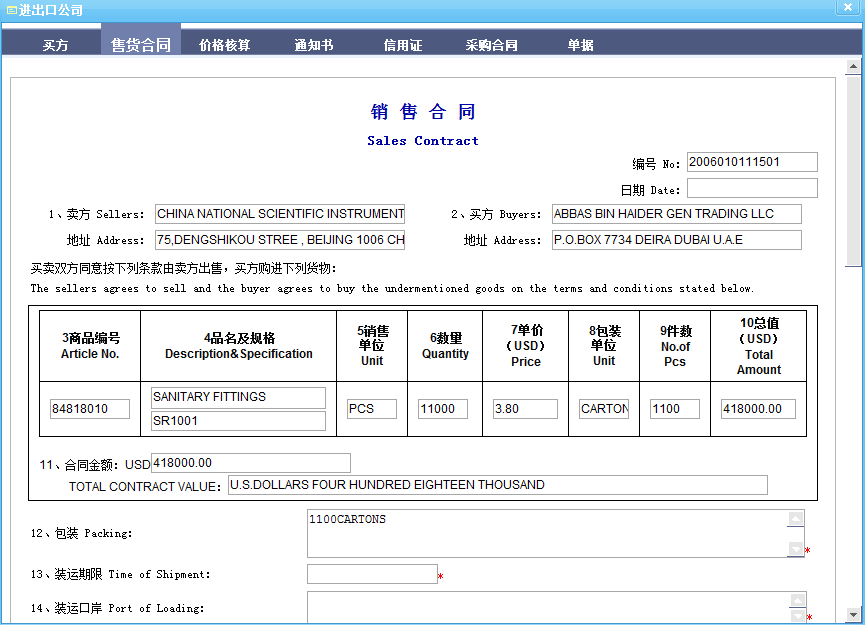 进出口公司
买方 售货合同 价格核算 通知书 信用证 采购合同 单据
销 售 合 同
Sales Contract
编号 No: 2006010111501
日期 Date:
1、卖方 Sellers: CHINA NATIONAL SCIENTIFIC INSTRUMENT 2、买方 Buyers: ABBAS BIN HAIDER GEN TRADING LLC
地址 Address: 75,DENGSHIKOU STREE , BEIJING 1006 CH 地址 Address: P.O.BOX 7734 DEIRA DUBAI U.A.E
买卖双方同意按下列条款由卖方出售，买方购进下列货物：
The sellers agrees to sell and the buyer agrees to buy the undermentioned goods on the terms and conditions stated below.
3商品编号
Article No.
4品名及规格
Description&Specification
5销售
单位
Unit
6数量
Quantity
7单价
（USD）
Price
8包装
单位
Unit
9件数
No.of
Pcs
10总值
（USD）
Total
Amount
84818010
SANITARY FITTINGS
SR1001
PCS
11000
3.80
CARTON
1100
418000.00
11、合同金额：USD 418000.00
TOTAL CONTRACT VALUE： U.S.DOLLARS FOUR HUNDRED EIGHTEEN THOUSAND
12、包装 Packing: 1100CARTONS *
13、装运期限 Time of Shipment: *
14、装运口岸 Port of Loading: *